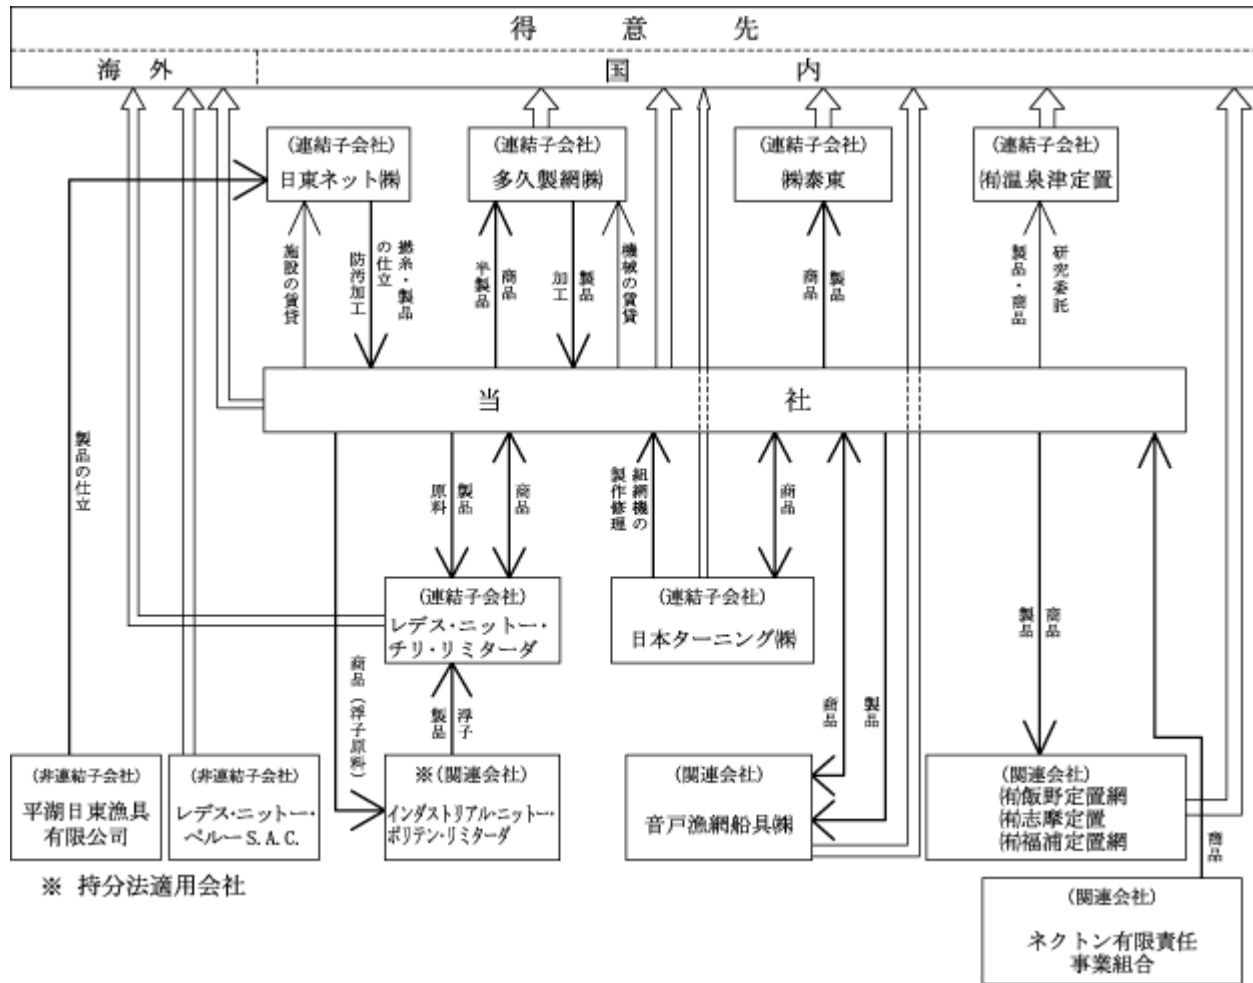 得意先
海外
国内
(連結子会社)
日東ネット㈱
(連結子会社)
多久製網㈱
(連結子会社)
㈱泰東
(連結子会社)
㈲温泉津定置
施設の賃貸
撚糸・製品
の仕立
防汚加工
商品
半製品
製品
加工
機械の賃貸
製品
商品
研究委託
製品・商品
当社
製品の仕立
製品
原料
商品
組網機の
製作修理
商品
(連結子会社)
レデス・ニットー・
チリ・リミターダ
(連結子会社)
日本ターニング㈱
商品
製品
商品(浮子原料)
浮子
製品
製品
商品
(非連結子会社)
平湖日東漁具
有限公司
(非連結子会社)
レデス・ニットー・
ペルーS.A.C.
※(関連会社)
インダストリアル・ニットー・
ポリテン・リミターダ
(関連会社)
音戸漁網船具㈱
(関連会社)
㈲飯野定置網
㈲志摩定置
㈲福浦定置網
商品
※ 持分法適用会社
(関連会社)
ネクトン有限責任
事業組合